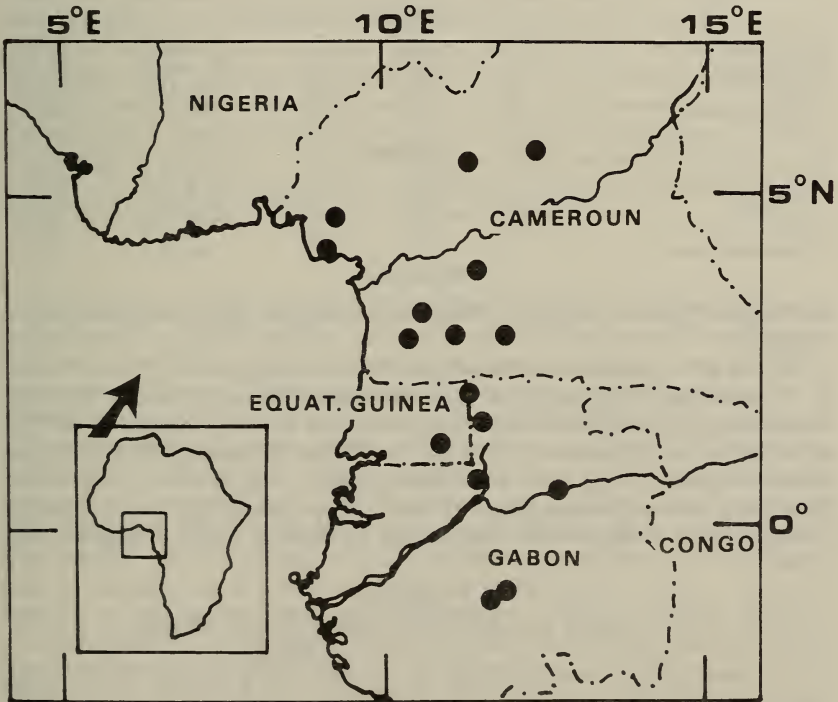 5°E 10°E 15°E
NIGERIA
5°N
CAMEROUN
EQUAT. GUINEA
0°
GABON
CONGO